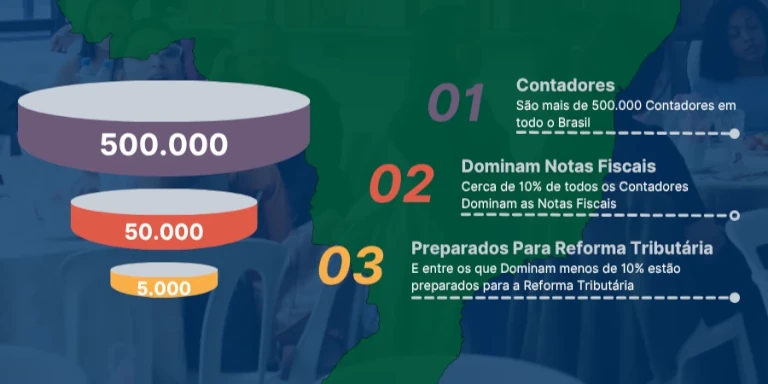 500.000
50.000
5.000
01
Contadores
São mais de 500.000 Contadores em
todo o Brasil
02
Dominam Notas Fiscais
Cerca de 10% de todos os Contadores
Dominam as Notas Fiscais
03
Preparados Para Reforma Tributária
E entre os que Dominam menos de 10% estão
preparados para a Reforma Tributária